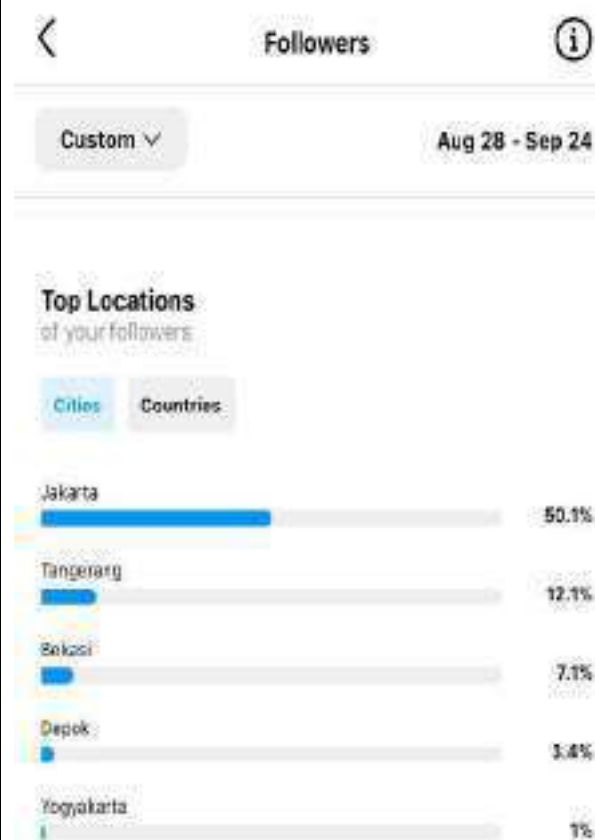 Followers
Custom
Aug 28 - Sep 24
Top Locations
of your followers
Cities Countries
Jakarta
50.1%
Tangerang
12.1%
Bekasi
7.1%
Depok
3.4%
Yogyakarta
1%